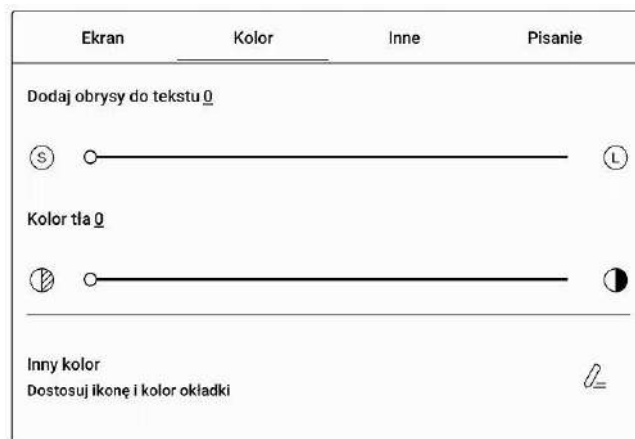 Ekran Kolor Inne Pisanie
Dodaj obrysy do tekstu 0
S L
Kolor tła 0
Inny kolor
Dostosuj ikonę i kolor okładki